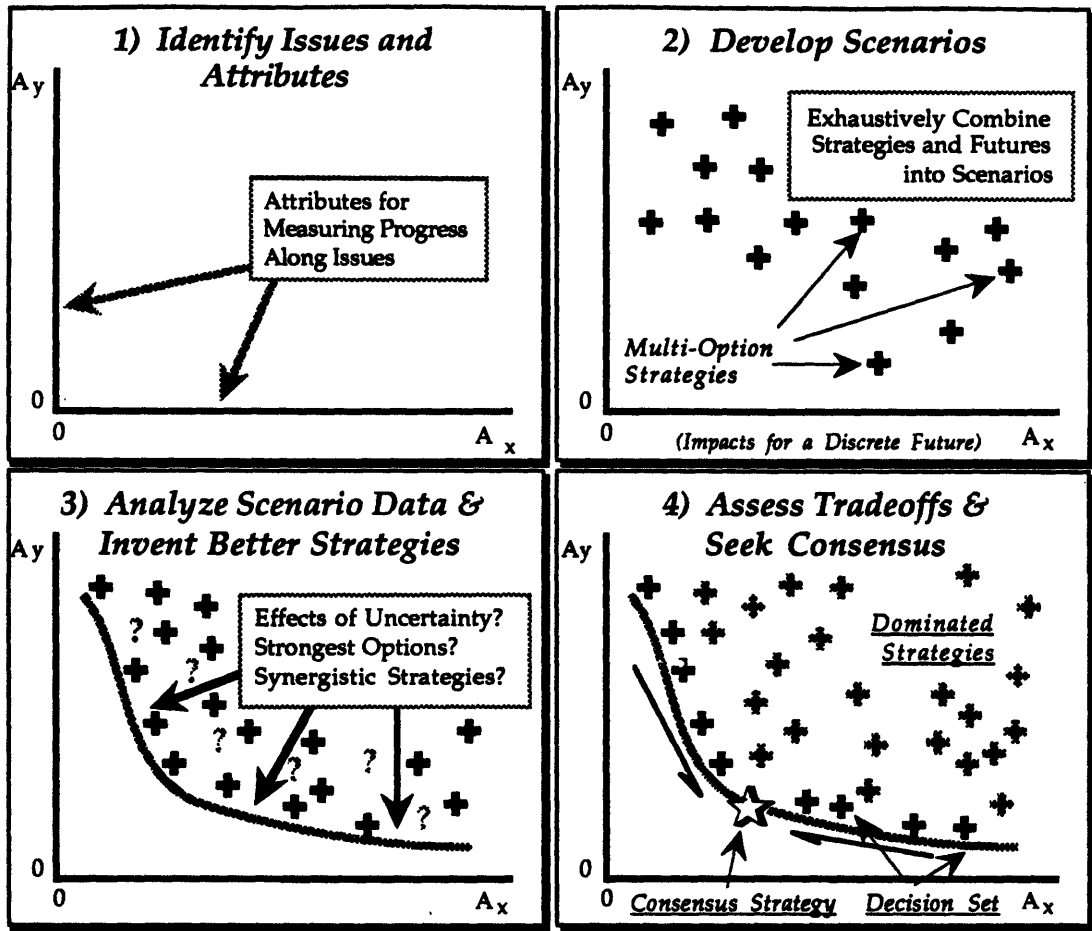 1) Identify Issues and
Attributes
Ay
Attributes for
Measuring Progress
Along Issues
0
0
A x
2) Develop Scenarios
Ay
Exhaustively Combine
Strategies and Futures
into Scenarios
Multi-Option
Strategies
0
0
(Impacts for a Discrete Future)
Ax
3) Analyze Scenario Data &
Invent Better Strategies
Ay
Effects of Uncertainty?
Strongest Options?
Synergistic Strategies?
?
?
?
?
?
?
0
0
Ax
4) Assess Tradeoffs &
Seek Consensus
Ay
Dominated
Strategies
0
0
Consensus Strategy
Decision Set
Ax